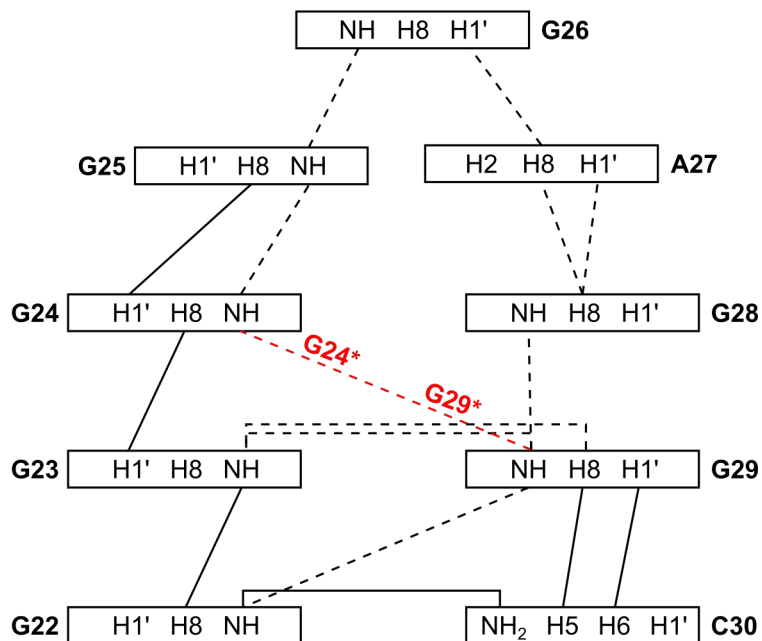 NH H8 H1' G26
G25 H1' H8 NH
H2 H8 H1' A27
G24 H1' H8 NH
NH H8 H1' G28
G24*
G29*
G23 H1' H8 NH
NH H8 H1' G29
G22 H1' H8 NH
NH₂ H5 H6 H1' C30